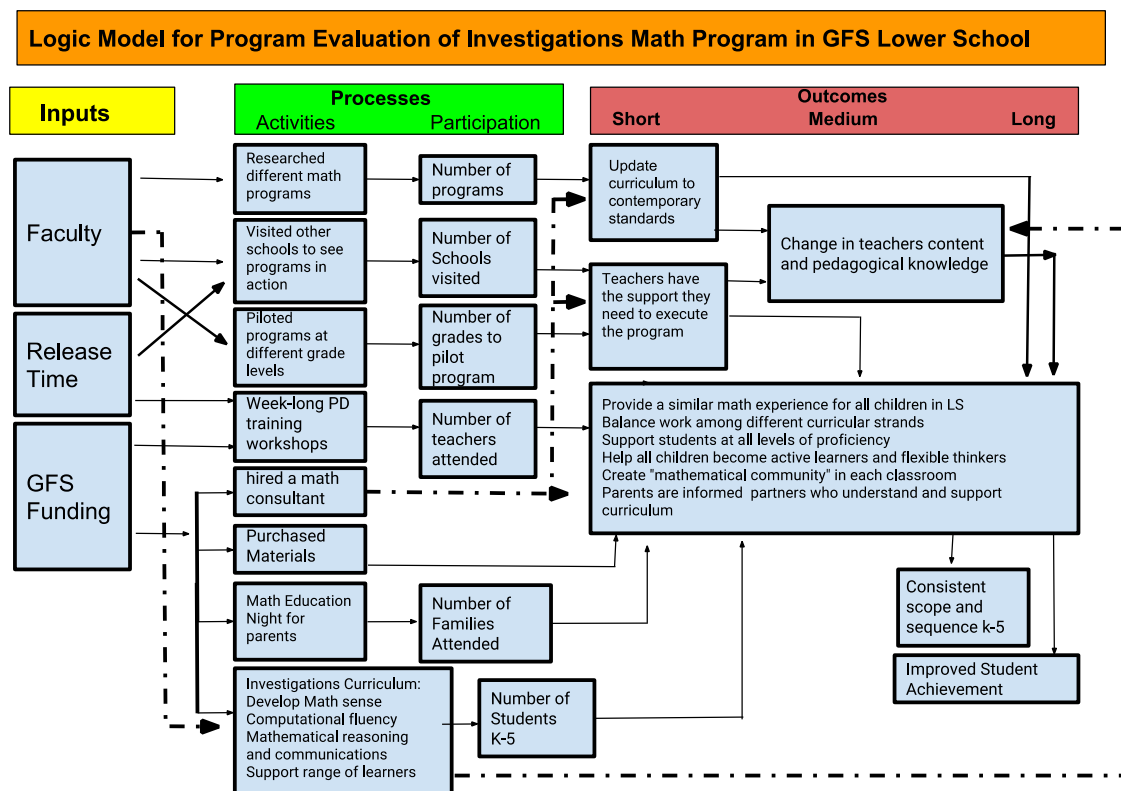 Logic Model for Program Evaluation of Investigations Math Program in GFS Lower School
Inputs
Processes
Activities
Participation
Outcomes
Short
Medium
Long
Faculty
Release
Time
GFS
Funding
Researched
different math
programs
Visited other
schools to see
programs in
action
Piloted
programs at
different grade
levels
Week-long PD
training
workshops
hired a math
consultant
Purchased
Materials
Math Education
Night for
parents
Investigations Curriculum:
Develop Math sense
Computational fluency
Mathematical reasoning
and communications
Support range of learners
Number of
programs
Number of
Schools
visited
Number of
grades to
pilot
program
Number of
teachers
attended
Number of
Families
Attended
Number of
Students
K-5
Update
curriculum to
contemporary
standards
Teachers have
the support they
need to execute
the program
Change in teachers content
and pedagogical knowledge
Provide a similar math experience for all children in LS
Balance work among different curricular strands
Support students at all levels of proficiency
Help all children become active learners and flexible thinkers
Create "mathematical community" in each classroom
Parents are informed partners who understand and support
curriculum
Consistent
scope and
sequence k-5
Improved Student
Achievement